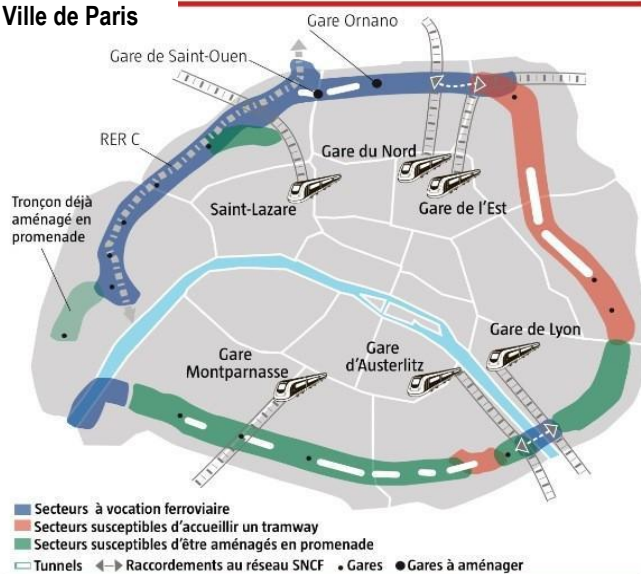 Ville de Paris
Gare Ornano
Gare de Saint-Ouen
RER C
Gare du Nord
Saint-Lazare
Gare de l'Est
Tronçon déjà
aménagé en
promenade
Gare de Lyon
Gare
Montparnasse
Gare
d'Austerlitz
Secteurs à vocation ferroviaire
Secteurs susceptibles d'accueillir un tramway
Secteurs susceptibles d'être aménagés en promenade
Tunnels Raccordements au réseau SNCF Gares Gares à aménager